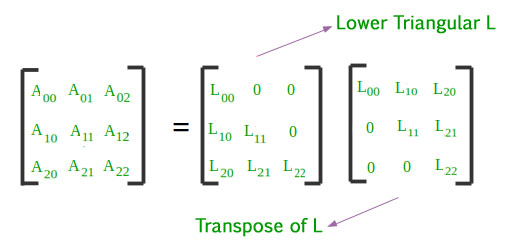 Lower Triangular L
A00 A01 A02 = L00 0 0 L00 L10 L20
A10 A11 A12 L10 L11 0 0 L11 L21
A20 A21 A22 L20 L21 L22 0 0 L22
Transpose of L